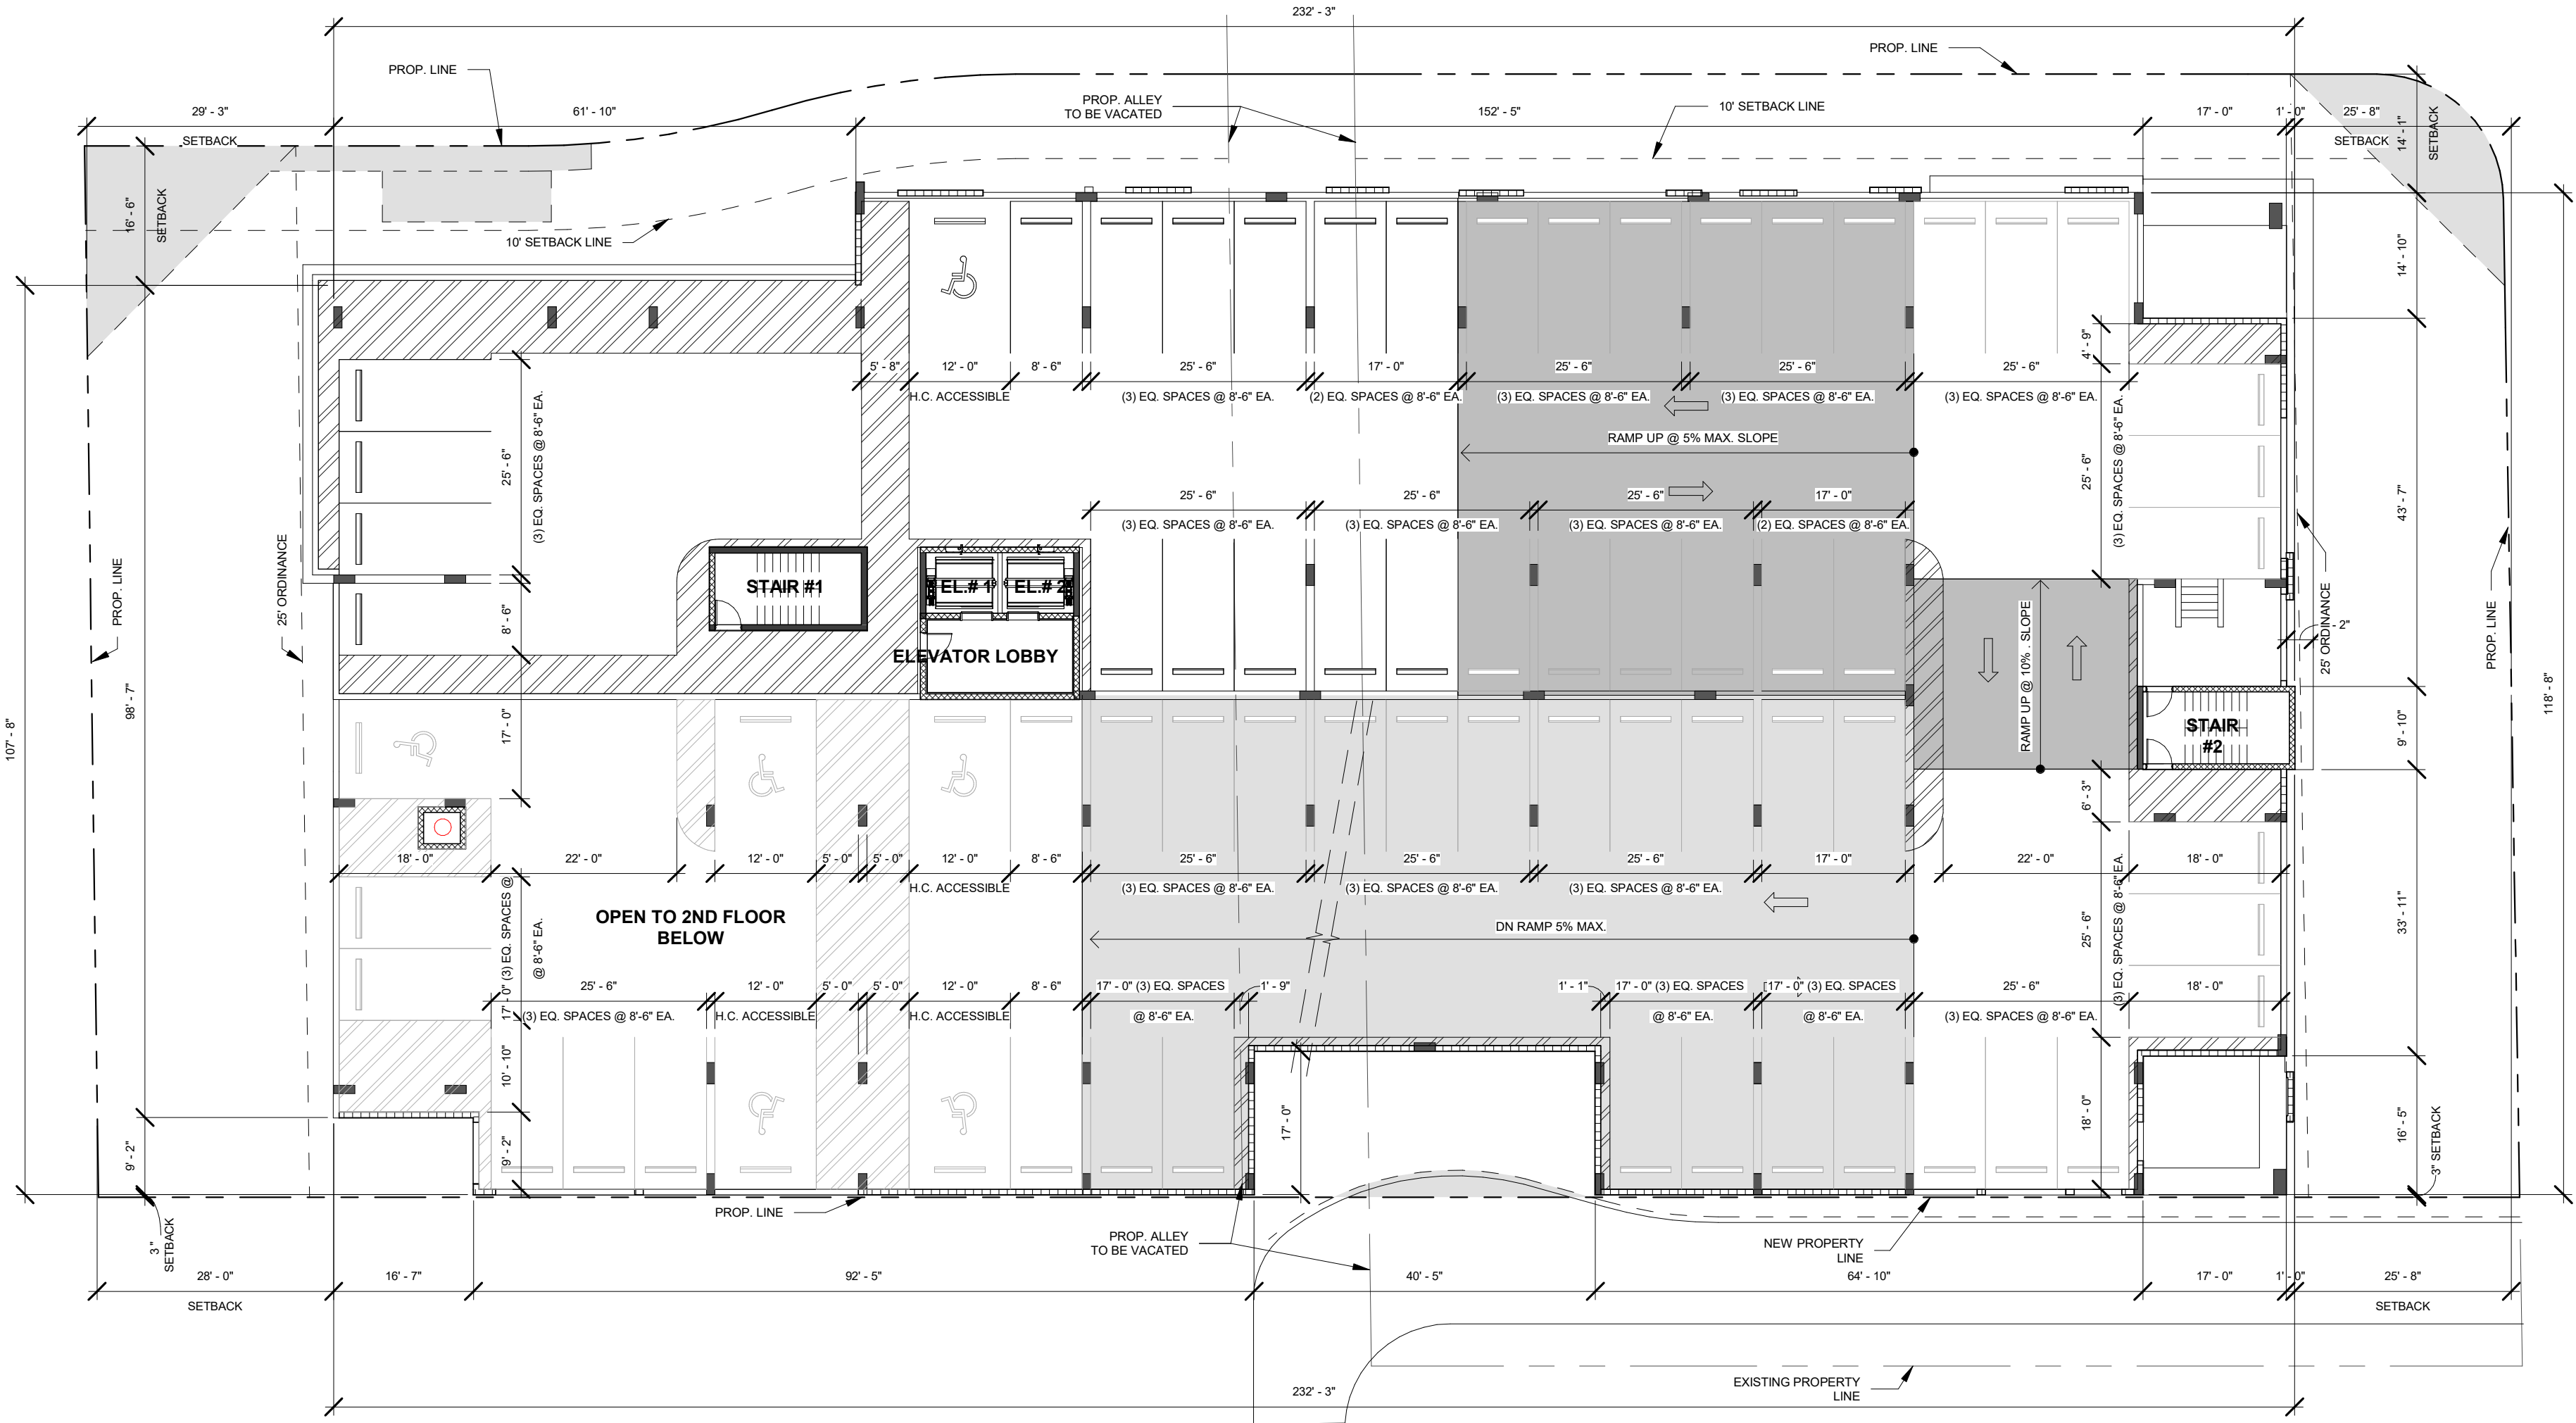 232' - 3"
PROP. LINE
PROP. LINE
29' - 3"
61' - 10"
PROP. ALLEY
TO BE VACATED
10' SETBACK LINE
152' - 5"
17' - 0"
1' - 0"
25' - 8"
SETBACK
SETBACK
14' - 1"
SETBACK
16' - 6"
SETBACK
10' SETBACK LINE
14' - 10"
4' - 9"
5' - 8"
12' - 0"
8' - 6"
25' - 6"
17' - 0"
25' - 6"
25' - 6"
25' - 6"
H.C. ACCESSIBLE
(3) EQ. SPACES @ 8'-6" EA.
(2) EQ. SPACES @ 8'-6" EA.
(3) EQ. SPACES @ 8'-6" EA.
(3) EQ. SPACES @ 8'-6" EA.
(3) EQ. SPACES @ 8'-6" EA.
RAMP UP @ 5% MAX. SLOPE
25' - 6"
(3) EQ. SPACES @ 8'-6" EA.
25' - 6"
(3) EQ. SPACES @ 8'-6" EA.
43' - 7"
25' - 6"
25' - 6"
25' - 6"
17' - 0"
(3) EQ. SPACES @ 8'-6" EA.
(3) EQ. SPACES @ 8'-6" EA.
(3) EQ. SPACES @ 8'-6" EA.
(2) EQ. SPACES @ 8'-6" EA.
PROP. LINE
25' ORDINANCE
8' - 6"
STAIR #1
EL.# 1
EL.# 2
ELEVATOR LOBBY
RAMP UP @ 10% . SLOPE
25' ORDINANCE
- 2"
PROP. LINE
107' - 8"
98' - 7"
17' - 0"
STAIR
#2
9' - 10"
118' - 8"
6' - 3"
18' - 0"
22' - 0"
12' - 0"
5' - 0"
5' - 0"
12' - 0"
8' - 6"
25' - 6"
25' - 6"
25' - 6"
17' - 0"
22' - 0"
18' - 0"
H.C. ACCESSIBLE
(3) EQ. SPACES @ 8'-6" EA.
(3) EQ. SPACES @ 8'-6" EA.
(3) EQ. SPACES @ 8'-6" EA.
OPEN TO 2ND FLOOR
BELOW
17' - 0" (3) EQ. SPACES @
@ 8'-6" EA.
DN RAMP 5% MAX.
25' - 6"
(3) EQ. SPACES @ 8'-6" EA.
33' - 11"
25' - 6"
12' - 0"
5' - 0"
5' - 0"
12' - 0"
8' - 6"
17' - 0" (3) EQ. SPACES
1' - 9"
1' - 1"
17' - 0" (3) EQ. SPACES
17' - 0" (3) EQ. SPACES
25' - 6"
18' - 0"
(3) EQ. SPACES @ 8'-6" EA.
H.C. ACCESSIBLE
H.C. ACCESSIBLE
@ 8'-6" EA.
@ 8'-6" EA.
@ 8'-6" EA.
(3) EQ. SPACES @ 8'-6" EA.
10' - 10"
9' - 2"
9' - 2"
17' - 0"
18' - 0"
16' - 5"
3" SETBACK
3"
SETBACK
PROP. LINE
PROP. ALLEY
TO BE VACATED
NEW PROPERTY
LINE
28' - 0"
16' - 7"
92' - 5"
40' - 5"
64' - 10"
17' - 0"
1' - 0"
25' - 8"
SETBACK
SETBACK
232' - 3"
EXISTING PROPERTY
LINE